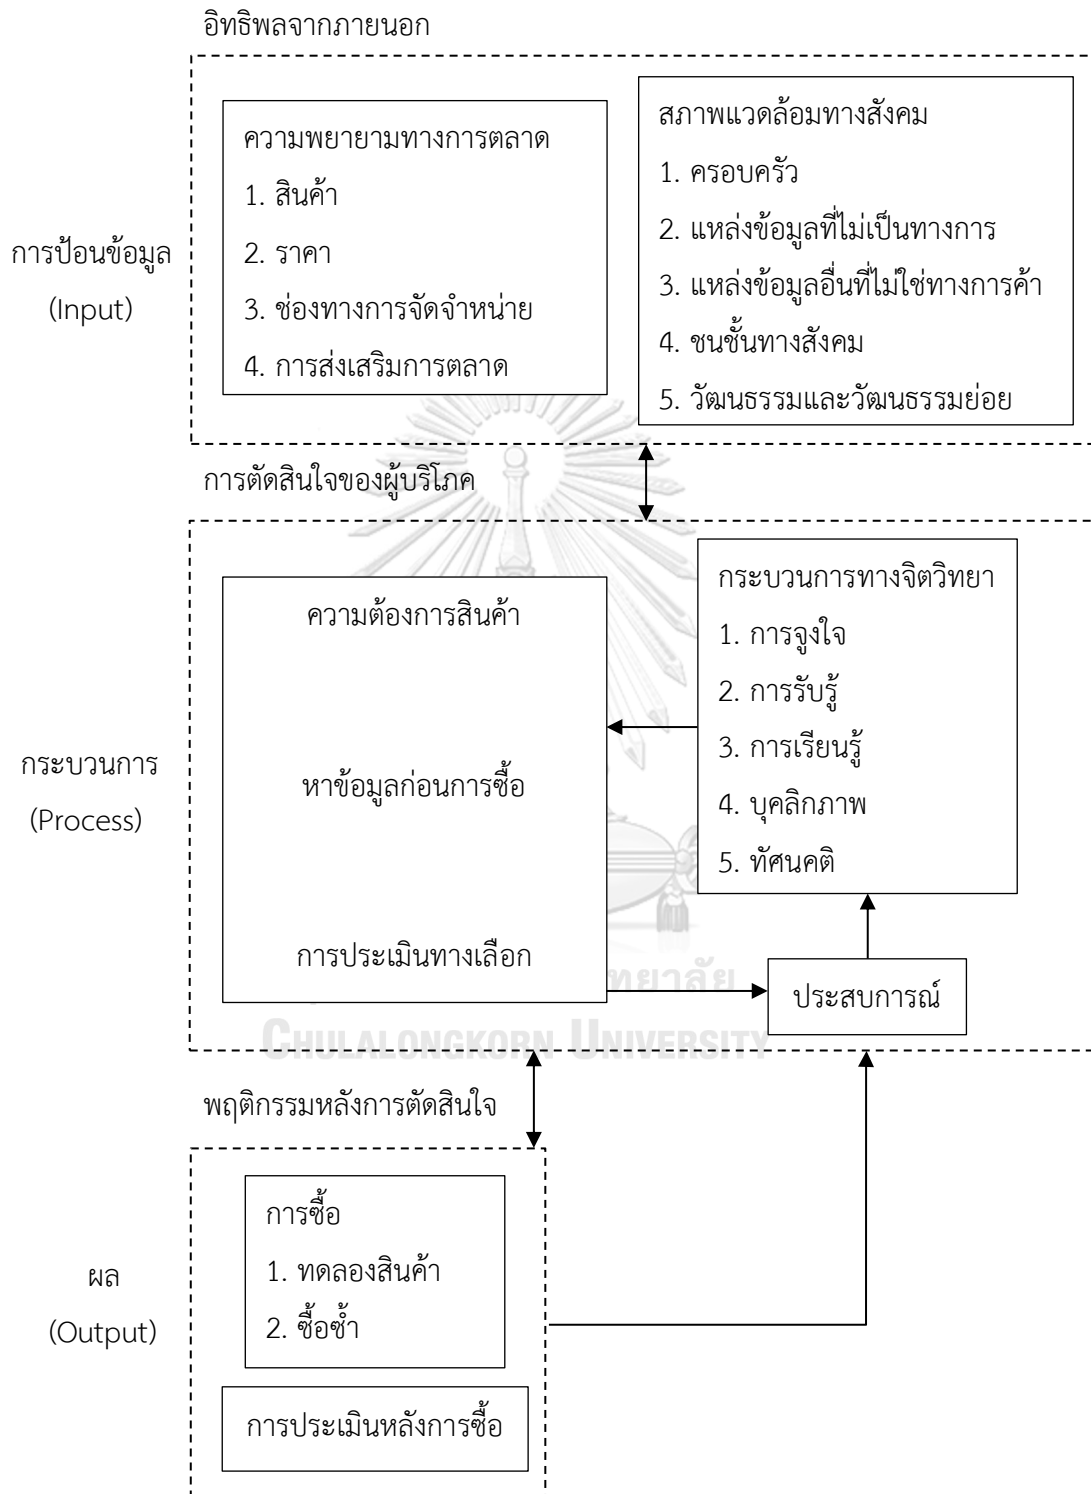 อิทธิพลจากภายนอก
การป้อนข้อมูล
(Input)
ความพยายามทางการตลาด
1. สินค้า
2. ราคา
3. ช่องทางการจัดจำหน่าย
4. การส่งเสริมการตลาด
สภาพแวดล้อมทางสังคม
1. ครอบครัว
2. แหล่งข้อมูลที่ไม่เป็นทางการ
3. แหล่งข้อมูลอื่นที่ไม่ใช่ทางการค้า
4. ชนชั้นทางสังคม
5. วัฒนธรรมและวัฒนธรรมย่อย
การตัดสินใจของผู้บริโภค
กระบวนการ
(Process)
ความต้องการสินค้า
หาข้อมูลก่อนการซื้อ
การประเมินทางเลือก
กระบวนการทางจิตวิทยา
1. การจูงใจ
2. การรับรู้
3. การเรียนรู้
4. บุคลิกภาพ
5. ทัศนคติ
ประสบการณ์
CHULALONGKORN UNIVERSITY
พฤติกรรมหลังการตัดสินใจ
ผล
(Output)
การซื้อ
1. ทดลองสินค้า
2. ซื้อซ้ำ
การประเมินหลังการซื้อ